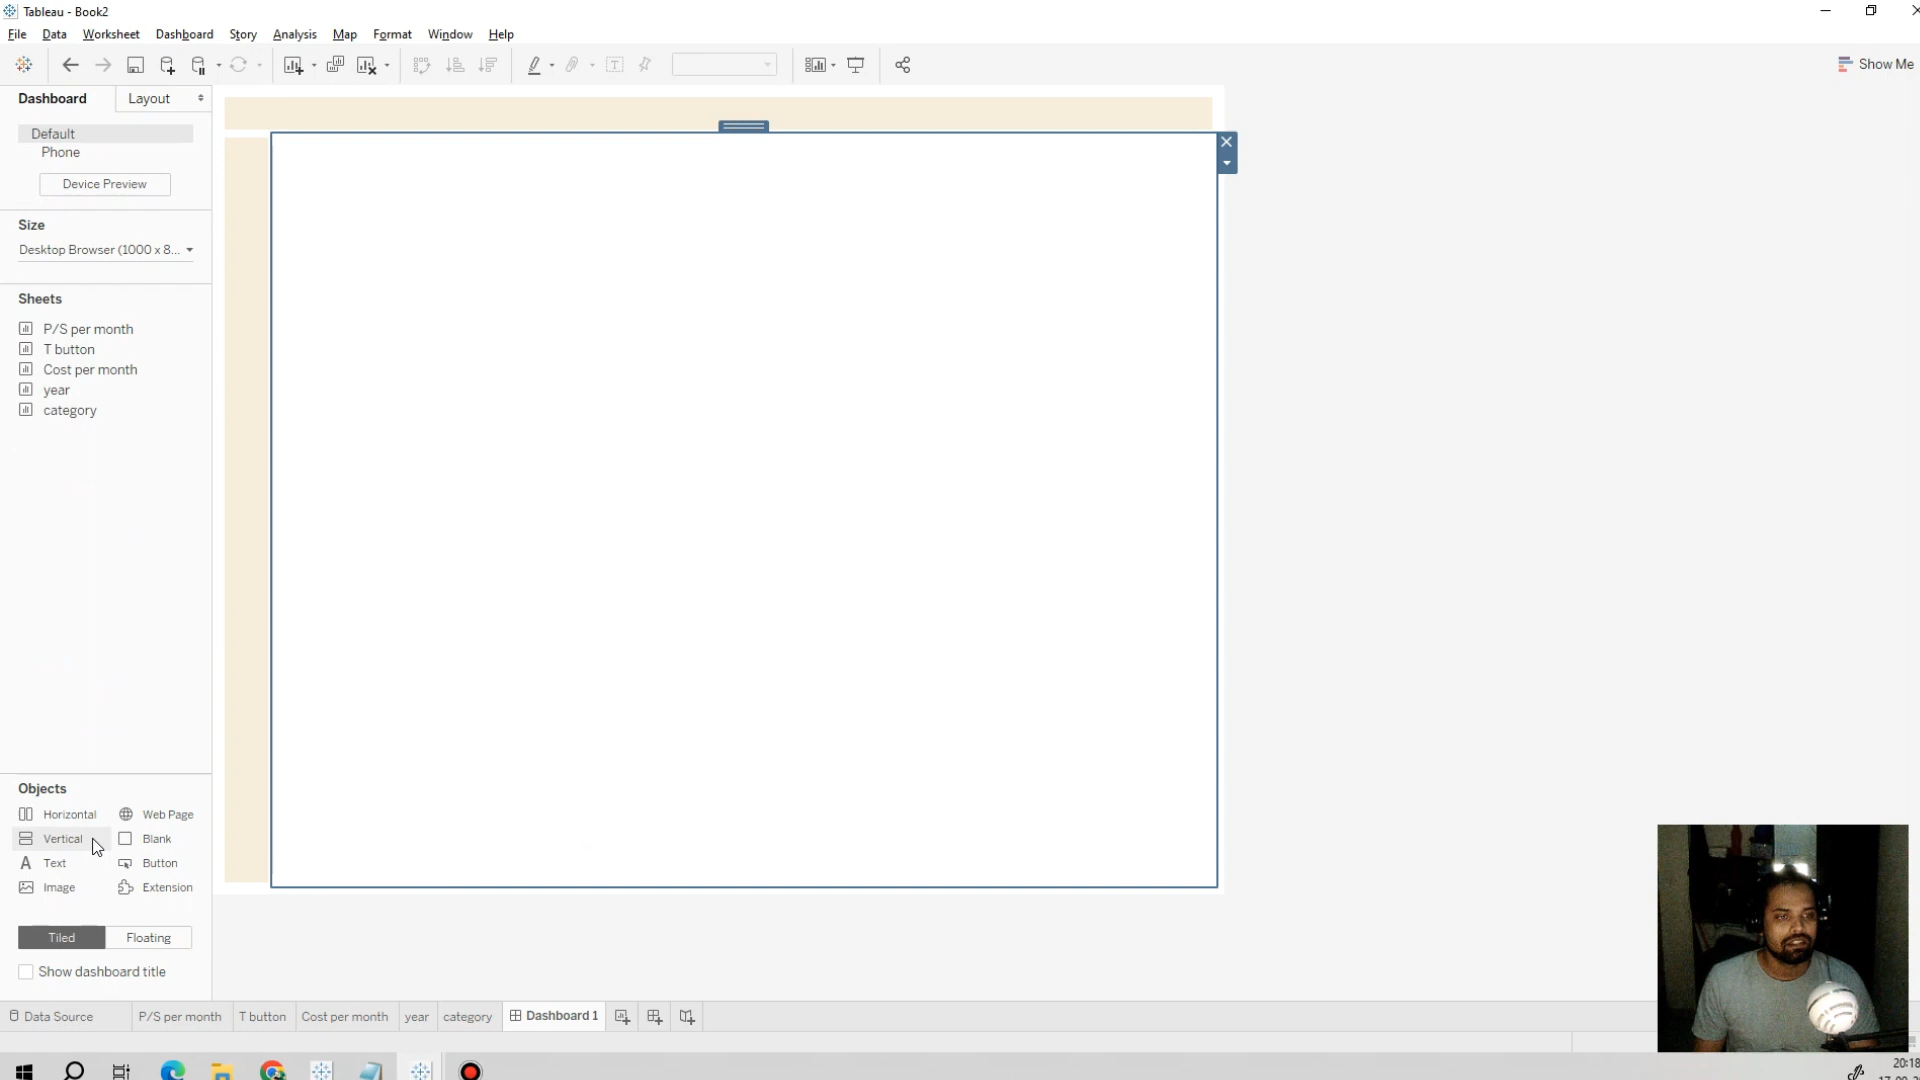 Tableau - Book2
File Data Worksheet Dashboard Story Analysis Map Format Window Help
Show Me
Dashboard Layout
Default
Phone
Device Preview
Size
Desktop Browser (1000 x 8...
Sheets
P/S per month
T button
Cost per month
year
category
Objects
Horizontal Web Page
Vertical Blank
Text Button
Image Extension
Tiled Floating
Show dashboard title
Data Source P/S per month T button Cost per month year category Dashboard 1
20:18